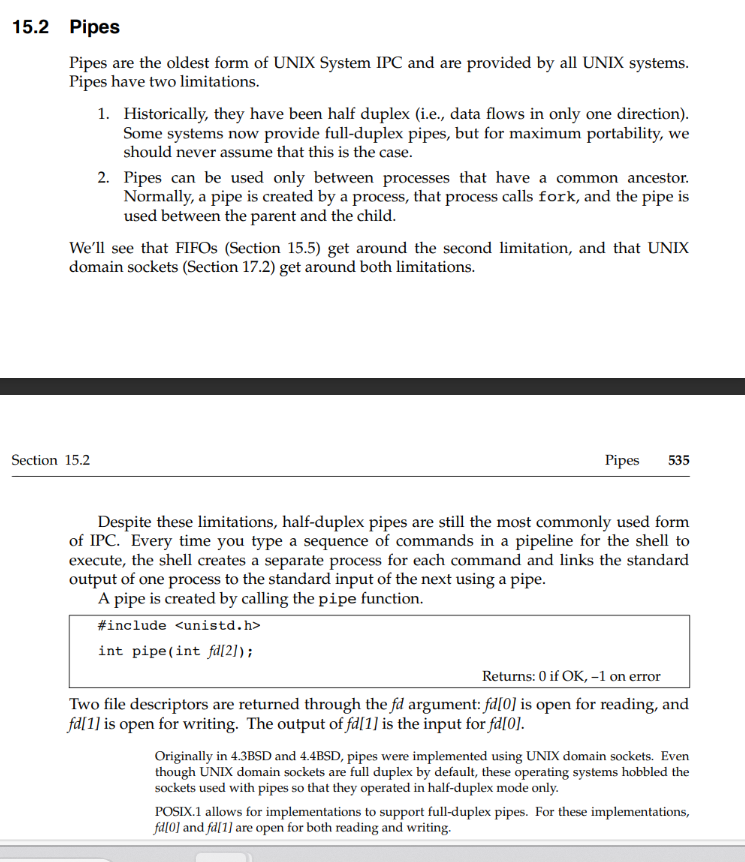 15.2 Pipes
Pipes are the oldest form of UNIX System IPC and are provided by all UNIX systems.
Pipes have two limitations.
1. Historically, they have been half duplex (i.e., data flows in only one direction).
Some systems now provide full-duplex pipes, but for maximum portability, we
should never assume that this is the case.
2. Pipes can be used only between processes that have a common ancestor.
Normally, a pipe is created by a process, that process calls fork, and the pipe is
used between the parent and the child.
We’ll see that FIFOs (Section 15.5) get around the second limitation, and that UNIX
domain sockets (Section 17.2) get around both limitations.
Section 15.2 Pipes 535
Despite these limitations, half-duplex pipes are still the most commonly used form
of IPC. Every time you type a sequence of commands in a pipeline for the shell to
execute, the shell creates a separate process for each command and links the standard
output of one process to the standard input of the next using a pipe.
A pipe is created by calling the pipe function.
#include <unistd.h>
int pipe(int fd[2]);
Returns: 0 if OK, −1 on error
Two file descriptors are returned through the fd argument: fd[0] is open for reading, and
fd[1] is open for writing. The output of fd[1] is the input for fd[0].
Originally in 4.3BSD and 4.4BSD, pipes were implemented using UNIX domain sockets. Even
though UNIX domain sockets are full duplex by default, these operating systems hobbled the
sockets used with pipes so that they operated in half-duplex mode only.
POSIX.1 allows for implementations to support full-duplex pipes. For these implementations,
fd[0] and fd[1] are open for both reading and writing.